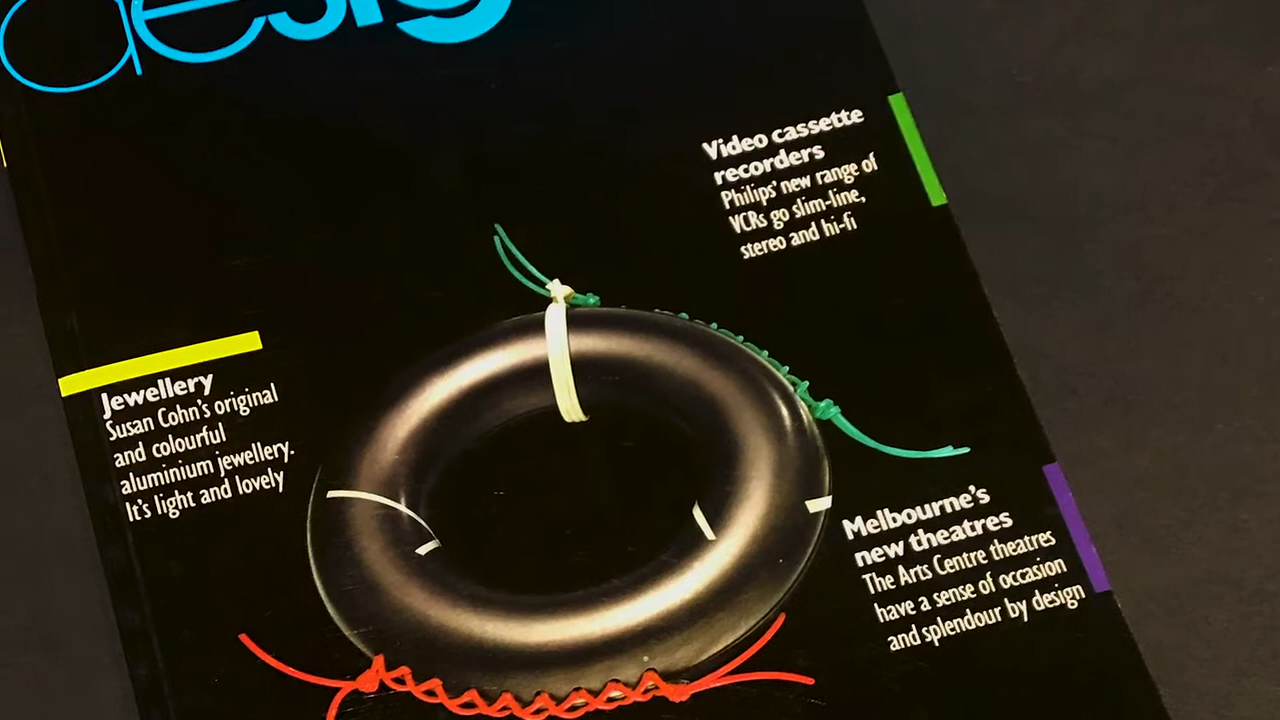 desig
Video cassette
recorders
Philips' new range of
VCRs go slim-line,
stereo and hi-fi
Jewellery
Susan Cohn's original
and colourful
aluminium jewellery.
It's light and lovely
Melbourne's
new theatres
The Arts Centre theatres
have a sense of occasion
and splendour by design